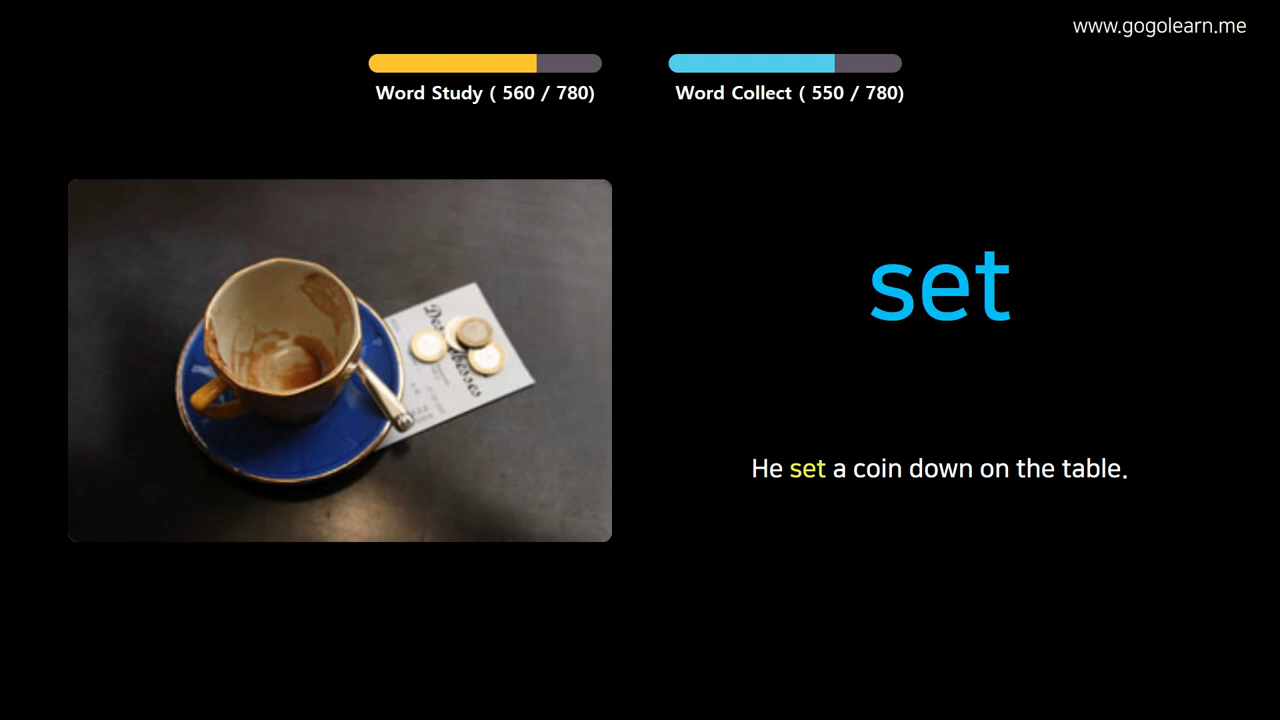 www.gogolearn.me
Word Study ( 560 / 780)
Word Collect ( 550 / 780)
set
He set a coin down on the table.